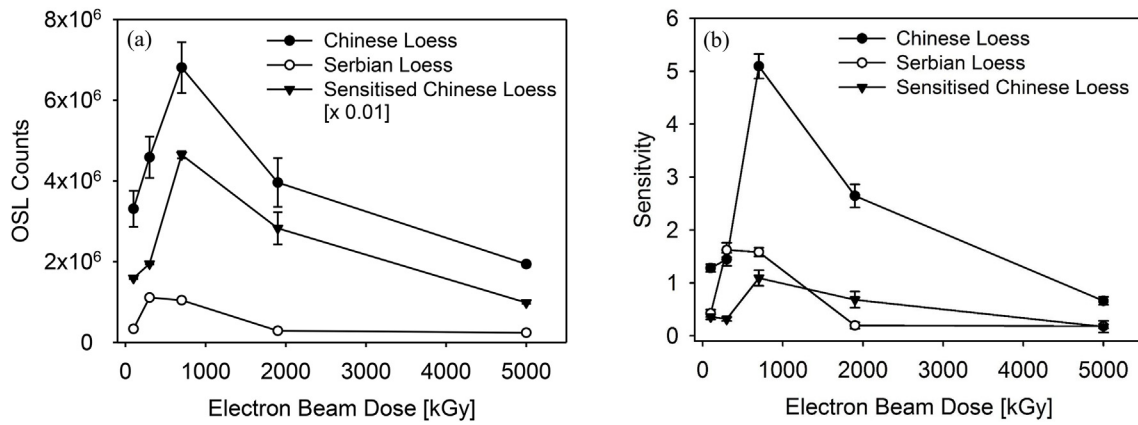 (a)
Chinese Loess
Serbian Loess
Sensitised Chinese Loess
[x 0.01]
8x10⁶
6x10⁶
4x10⁶
2x10⁶
0
OSL Counts
0 1000 2000 3000 4000 5000
Electron Beam Dose [kGy]
(b)
Chinese Loess
Serbian Loess
Sensitised Chinese Loess
6
5
4
3
2
1
0
Sensitvity
0 1000 2000 3000 4000 5000
Electron Beam Dose [kGy]